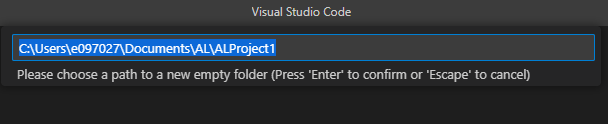 Visual Studio Code
C:\Users\e097027\Documents\AL\ALProject1
Please choose a path to a new empty folder (Press 'Enter' to confirm or 'Escape' to cancel)